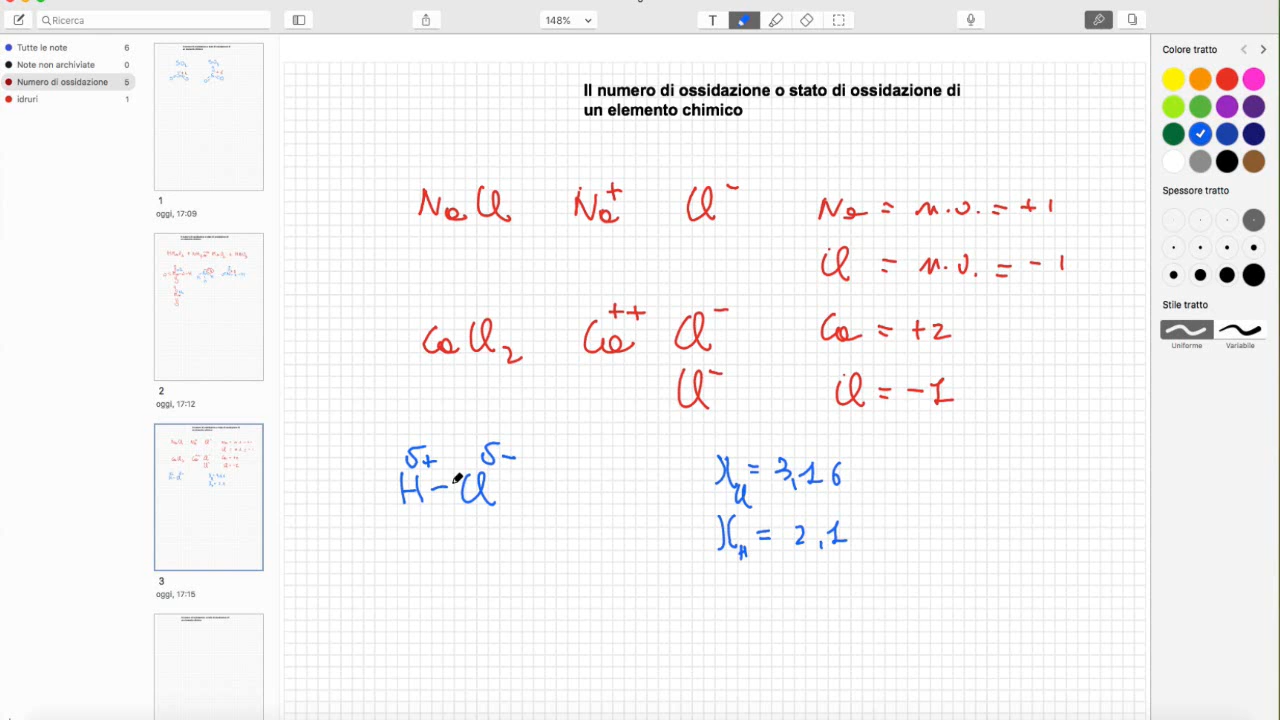 Ricerca
148%
T
Tutte le note 6
Note non archiviate 0
Numero di ossidazione 5
idruri 1
1
oggi, 17:09
2
oggi, 17:12
3
oggi, 17:15
Il numero di ossidazione o stato di ossidazione di
un elemento chimico
NaCl Na+ Cl- Na = n.o. = +1
Cl = n.o. = -1
CaCl2 Ca++ Cl- Ca = +2
Cl- Cl = -1
δ+ δ-
H-Cl
XCl = 3,16
XH = 2,1
Colore tratto
Spessore tratto
Stile tratto
Uniforme Variabile